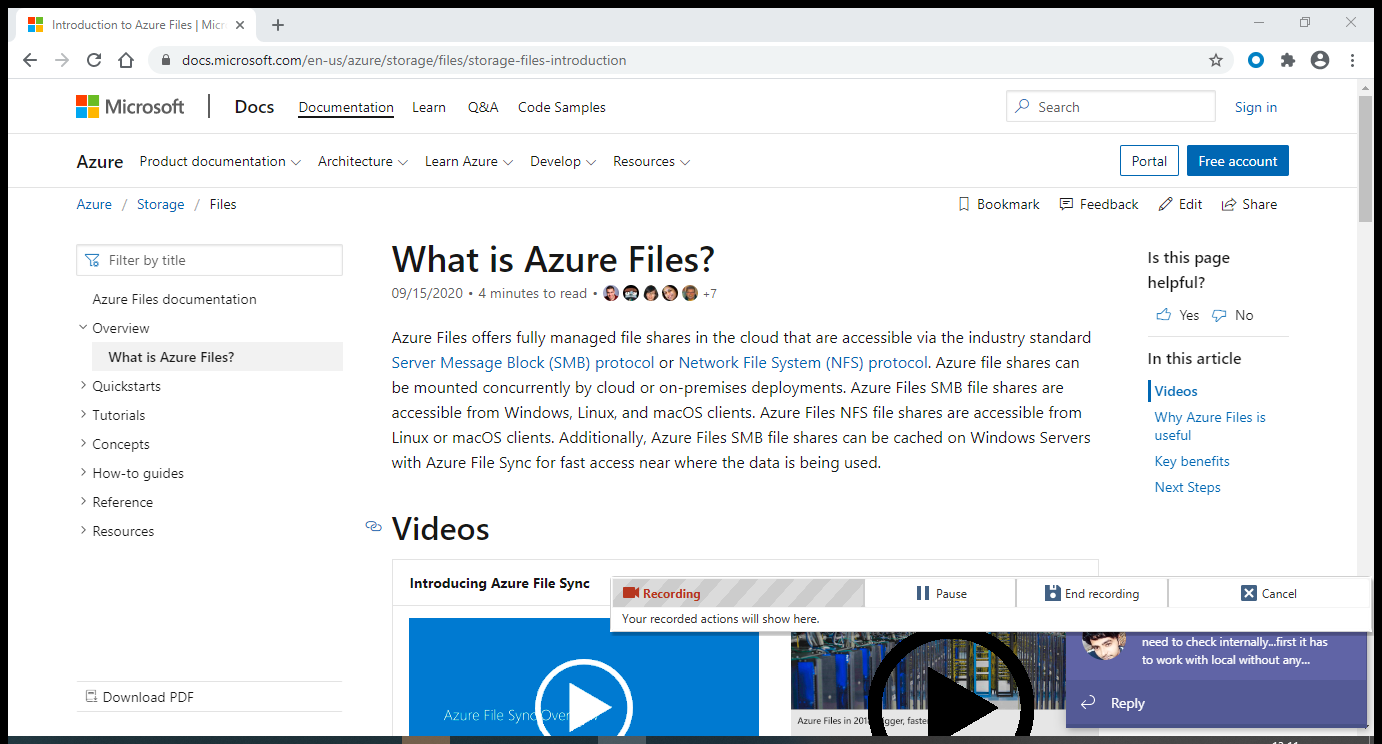 Introduction to Azure Files | Micr
docs.microsoft.com/en-us/azure/storage/files/storage-files-introduction
Microsoft
Docs
Documentation
Learn
Q&A
Code Samples
Search
Sign in
Azure
Product documentation
Architecture
Learn Azure
Develop
Resources
Portal
Free account
Azure / Storage / Files
Bookmark
Feedback
Edit
Share
Filter by title
Azure Files documentation
Overview
What is Azure Files?
Quickstarts
Tutorials
Concepts
How-to guides
Reference
Resources
Download PDF
What is Azure Files?
09/15/2020 • 4 minutes to read • +7
Azure Files offers fully managed file shares in the cloud that are accessible via the industry standard
Server Message Block (SMB) protocol or Network File System (NFS) protocol. Azure file shares can
be mounted concurrently by cloud or on-premises deployments. Azure Files SMB file shares are
accessible from Windows, Linux, and macOS clients. Azure Files NFS file shares are accessible from
Linux or macOS clients. Additionally, Azure Files SMB file shares can be cached on Windows Servers
with Azure File Sync for fast access near where the data is being used.
Videos
Introducing Azure File Sync
Azure File Sync
Azure Files in 2018
Is this page
helpful?
Yes
No
In this article
Videos
Why Azure Files is
useful
Key benefits
Next Steps
Recording
Pause
End recording
Cancel
Your recorded actions will show here.
need to check internally...first it has
to work with local without any...
Reply